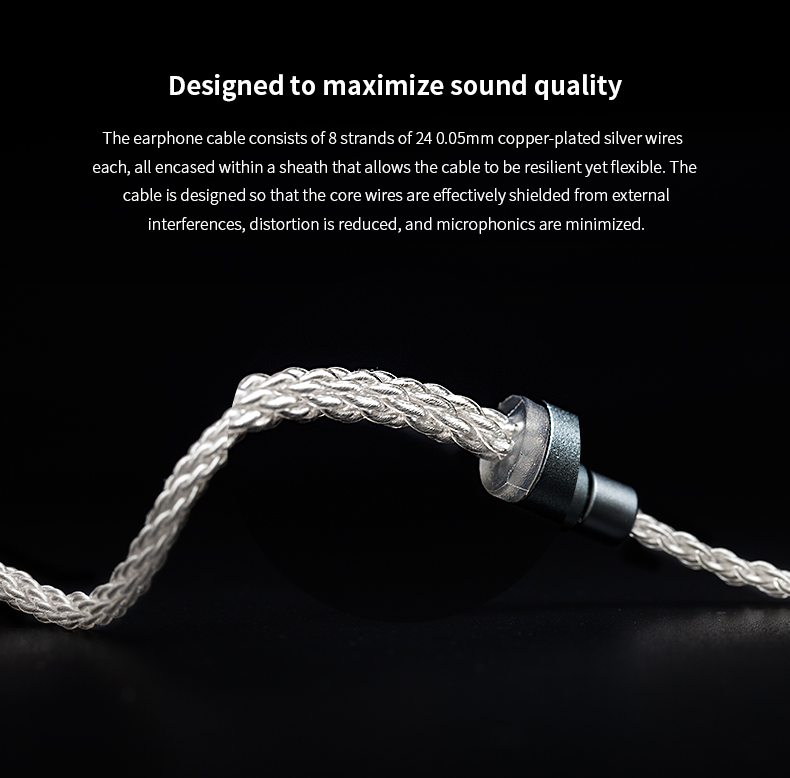 Designed to maximize sound quality
The earphone cable consists of 8 strands of 24 0.05mm copper-plated silver wires
each, all encased within a sheath that allows the cable to be resilient yet flexible. The
cable is designed so that the core wires are effectively shielded from external
interferences, distortion is reduced, and microphonics are minimized.